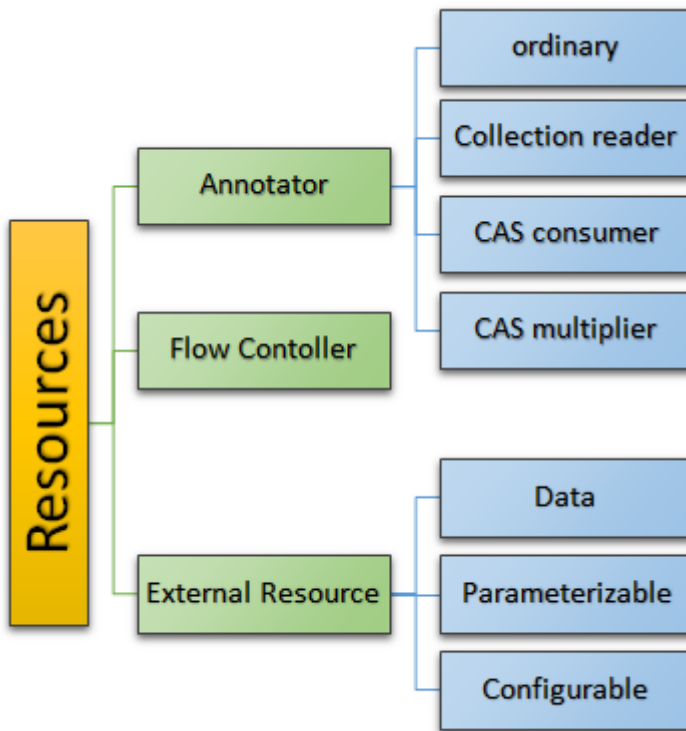 Resources
Annotator
ordinary
Collection reader
CAS consumer
CAS multiplier
Flow Contoller
External Resource
Data
Parameterizable
Configurable